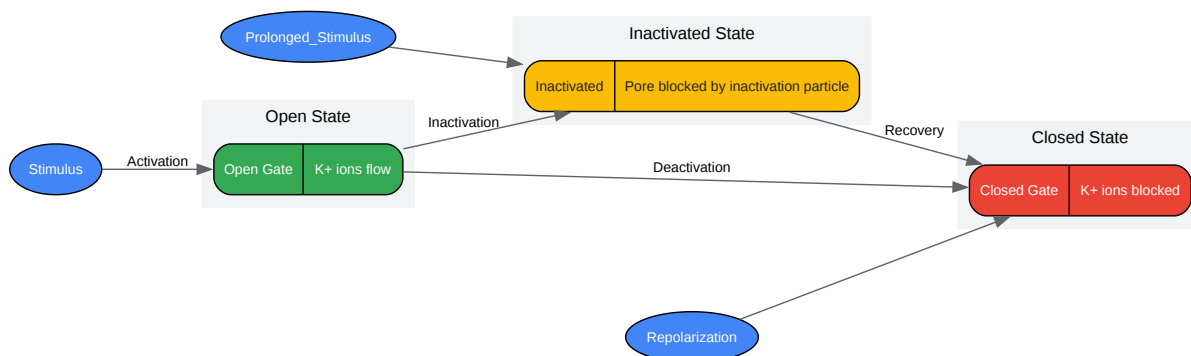 Prolonged_Stimulus
Inactivated State
Inactivated
Pore blocked by inactivation particle
Open State
Inactivation
Recovery
Closed State
Stimulus
Activation
Open Gate
K+ ions flow
Deactivation
Closed Gate
K+ ions blocked
Repolarization